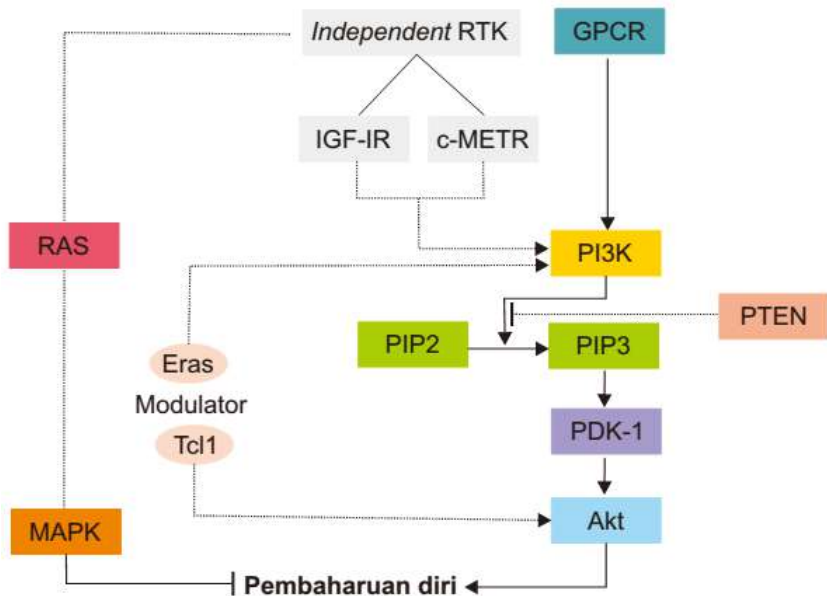 Independent RTK
GPCR
IGF-IR
c-METR
RAS
PI3K
PTEN
PIP2
PIP3
Eras
Modulator
Tcl1
PDK-1
MAPK
Akt
Pembaharuan diri